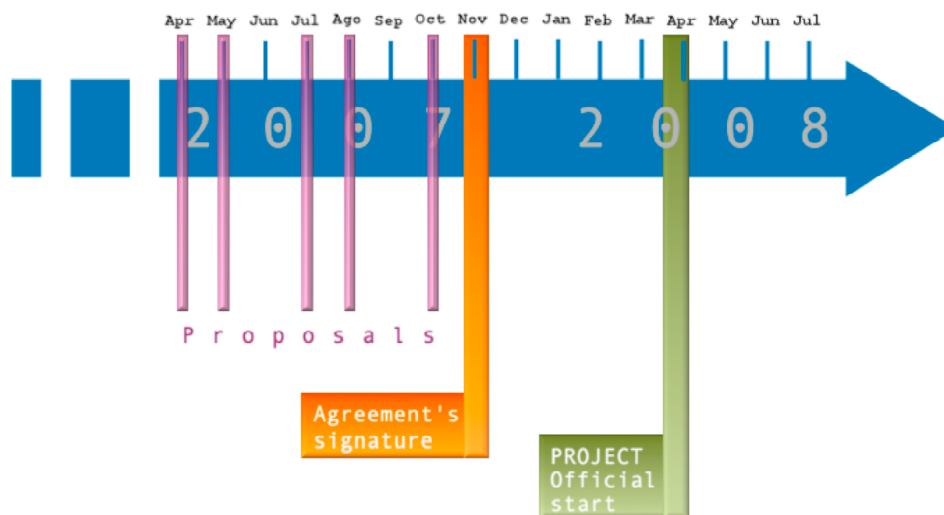 Apr May Jun Jul Ago Sep Oct Nov Dec Jan Feb Mar Apr May Jun Jul
2007 2008
Proposals
Agreement's
signature
PROJECT
Official
start